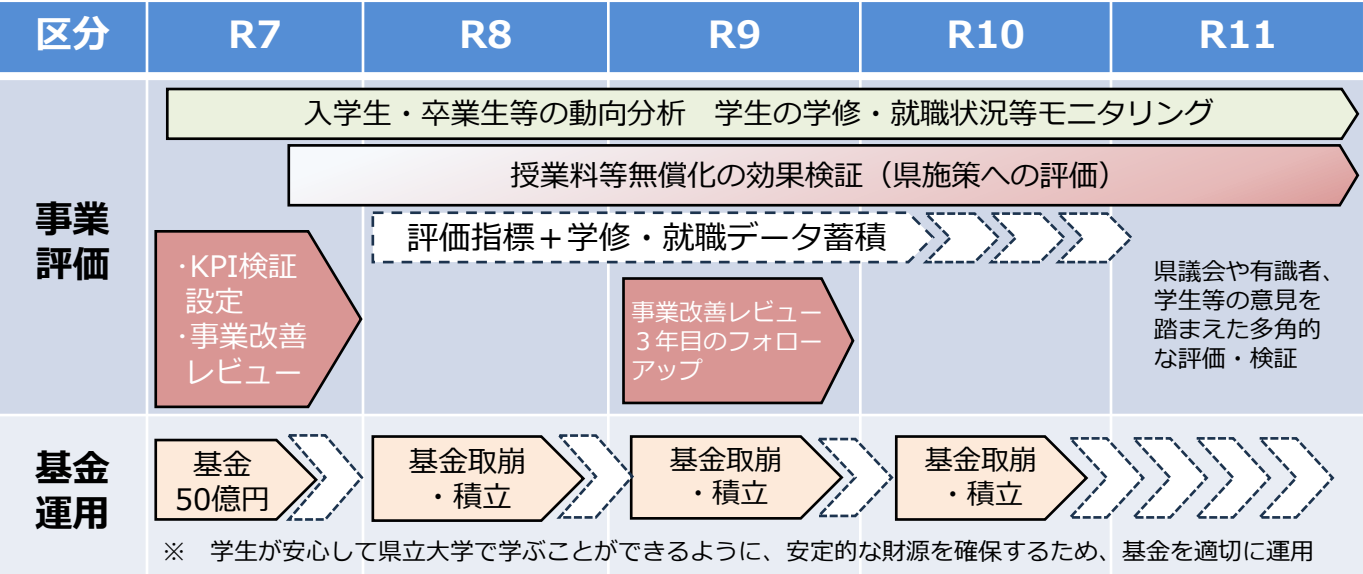 区分 R7 R8 R9 R10 R11
事業
評価
入学生・卒業生等の動向分析　学生の学修・就職状況等モニタリング
授業料等無償化の効果検証（県施策への評価）
評価指標＋学修・就職データ蓄積
・KPI検証
設定
・事業改善
レビュー
事業改善レビュー
３年目のフォロー
アップ
県議会や有識者、
学生等の意見を
踏まえた多角的
な評価・検証
基金
運用
基金
50億円
基金取崩
・積立
基金取崩
・積立
基金取崩
・積立
※　学生が安心して県立大学で学ぶことができるように、安定的な財源を確保するため、基金を適切に運用